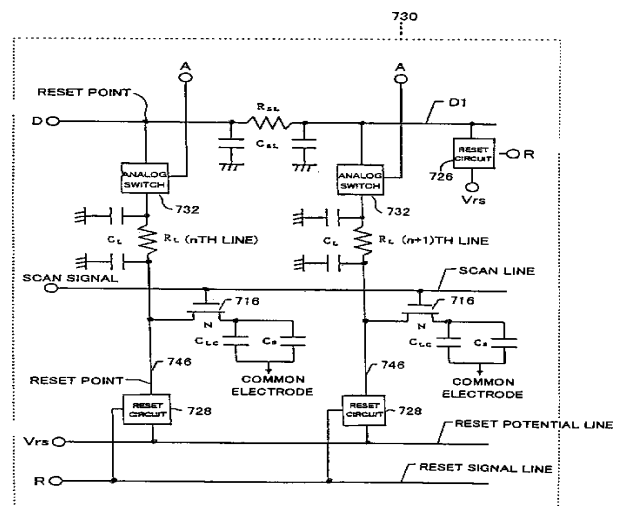 730
A
A
RESET POINT
RSL
D1
D
CSL
RESET CIRCUIT
R
726
ANALOG SWITCH
ANALOG SWITCH
Vrs
732
732
CL
RL (nTH LINE)
CL
RL (n+1)TH LINE
SCAN SIGNAL
SCAN LINE
716
716
N
N
CLC
Cs
CLC
Cs
746
746
COMMON ELECTRODE
COMMON ELECTRODE
RESET POINT
RESET CIRCUIT
728
RESET CIRCUIT
728
Vrs
RESET POTENTIAL LINE
RESET SIGNAL LINE
R